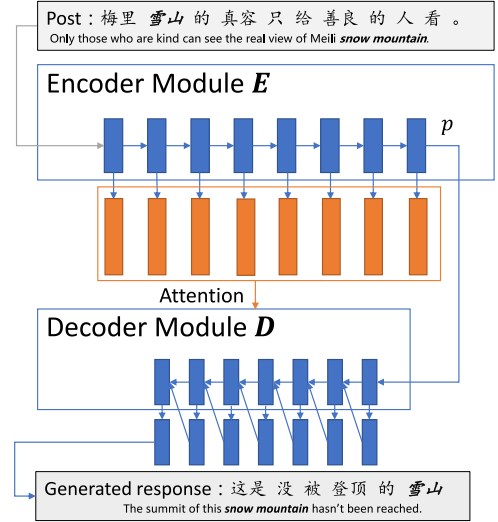 Post：梅里 雪山 的 真容 只 给 善良 的 人 看 。
Only those who are kind can see the real view of Meili snow mountain.
Encoder Module E
p
Attention
Decoder Module D
Generated response：这是 没 被 登顶 的 雪山
The summit of this snow mountain hasn't been reached.